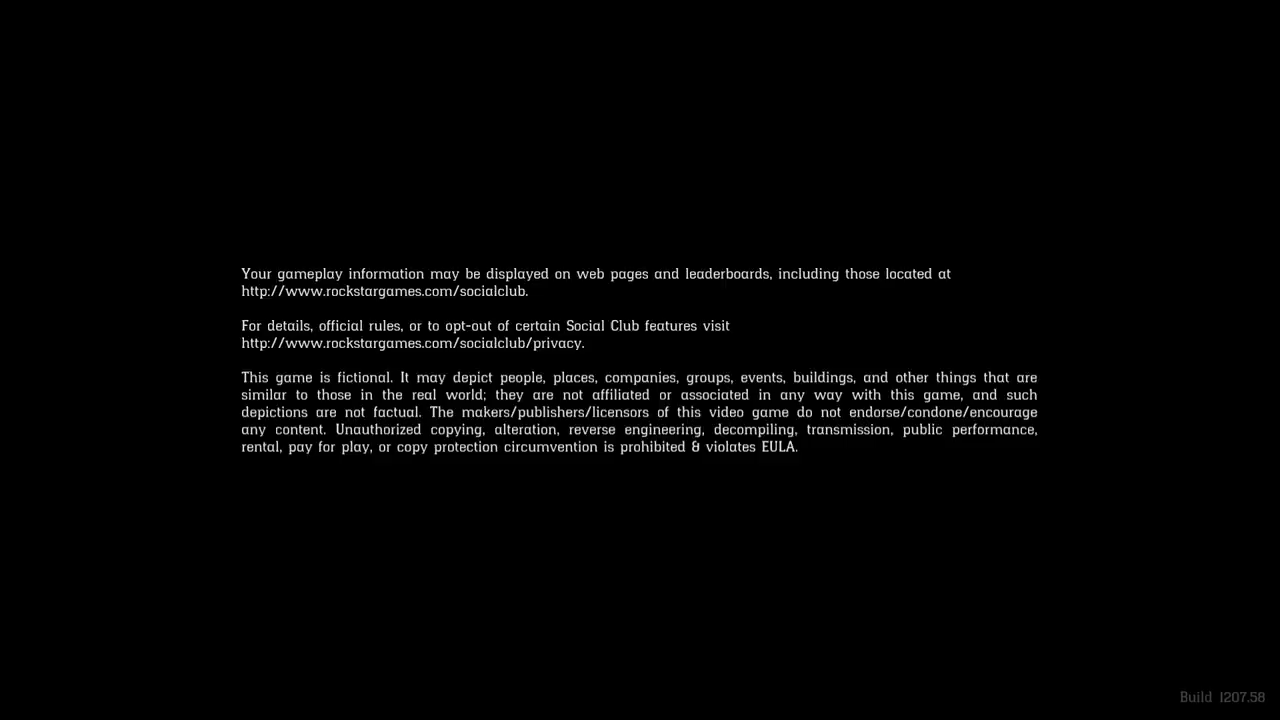 Your gameplay information may be displayed on web pages and leaderboards, including those located at
http://www.rockstargames.com/socialclub.
For details, official rules, or to opt-out of certain Social Club features visit
http://www.rockstargames.com/socialclub/privacy.
This game is fictional. It may depict people, places, companies, groups, events, buildings, and other things that are
similar to those in the real world; they are not affiliated or associated in any way with this game, and such
depictions are not factual. The makers/publishers/licensors of this video game do not endorse/condone/encourage
any content. Unauthorized copying, alteration, reverse engineering, decompiling, transmission, public performance,
rental, pay for play, or copy protection circumvention is prohibited & violates EULA.
Build 1207.58